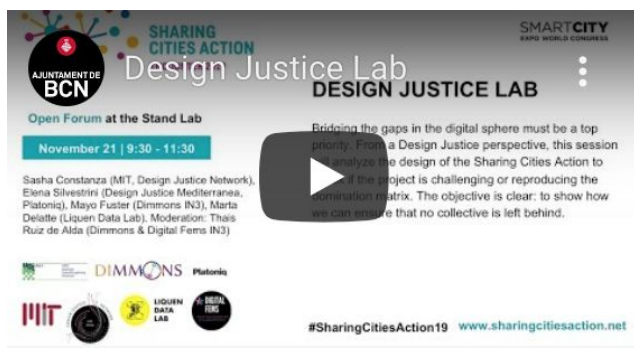 SHARING
CITIES ACTION
SMARTCITY
EXPO WORLD CONGRESS
AJUNTAMENT DE
BCN
Design Justice Lab
DESIGN JUSTICE LAB
Open Forum at the Stand Lab
November 21 | 9:30 - 11:30
Sasha Constanza (MIT, Design Justice Network),
Elena Silvestrini (Design Justice Mediterranea,
Platoniq), Mayo Fuster (Dimmons IN3), Marta
Delatte (Liquen Data Lab). Moderation: Thais
Ruiz de Alda (Dimmons & Digital Fems IN3)
Bridging the gaps in the digital sphere must be a top
priority. From a Design Justice perspective, this session
will analyze the design of the Sharing Cities Action to
if the project is challenging or reproducing the
domination matrix. The objective is clear: to show how
we can ensure that no collective is left behind.
DIMMONS
Platoniq
MIT
LIQUEN
DATA
LAB
DIGITAL
FEMS
#SharingCitiesAction19 www.sharingcitiesaction.net